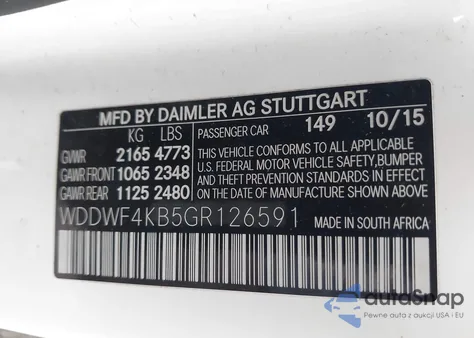 MFD BY DAIMLER AG STUTTGART
KG LBS
PASSENGER CAR 149 10/15
GVWR 2165 4773
GAWR FRONT 1062 2348
GAWR REAR 1125 2480
THIS VEHICLE CONFORMS TO ALL APPLICABLE
U.S. FEDERAL MOTOR VEHICLE SAFETY, BUMPER
AND THEFT PREVENTION STANDARDS IN EFFECT
ON THE DATE OF MANUFACTURE SHOWN ABOVE.
WDDWF4KB5GR126591
MADE IN SOUTH AFRICA
autoSnap
Pewne auta z aukcji USA i EU